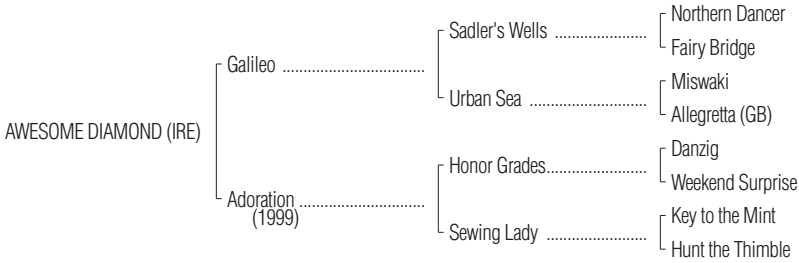 Northern Dancer
Sadler's Wells ........................
Fairy Bridge
Galileo .....................................
Miswaki
Urban Sea ...............................
Allegretta (GB)
AWESOME DIAMOND (IRE)
Danzig
Honor Grades..........................
Weekend Surprise
Adoration .................................
(1999)
Key to the Mint
Sewing Lady ...........................
Hunt the Thimble